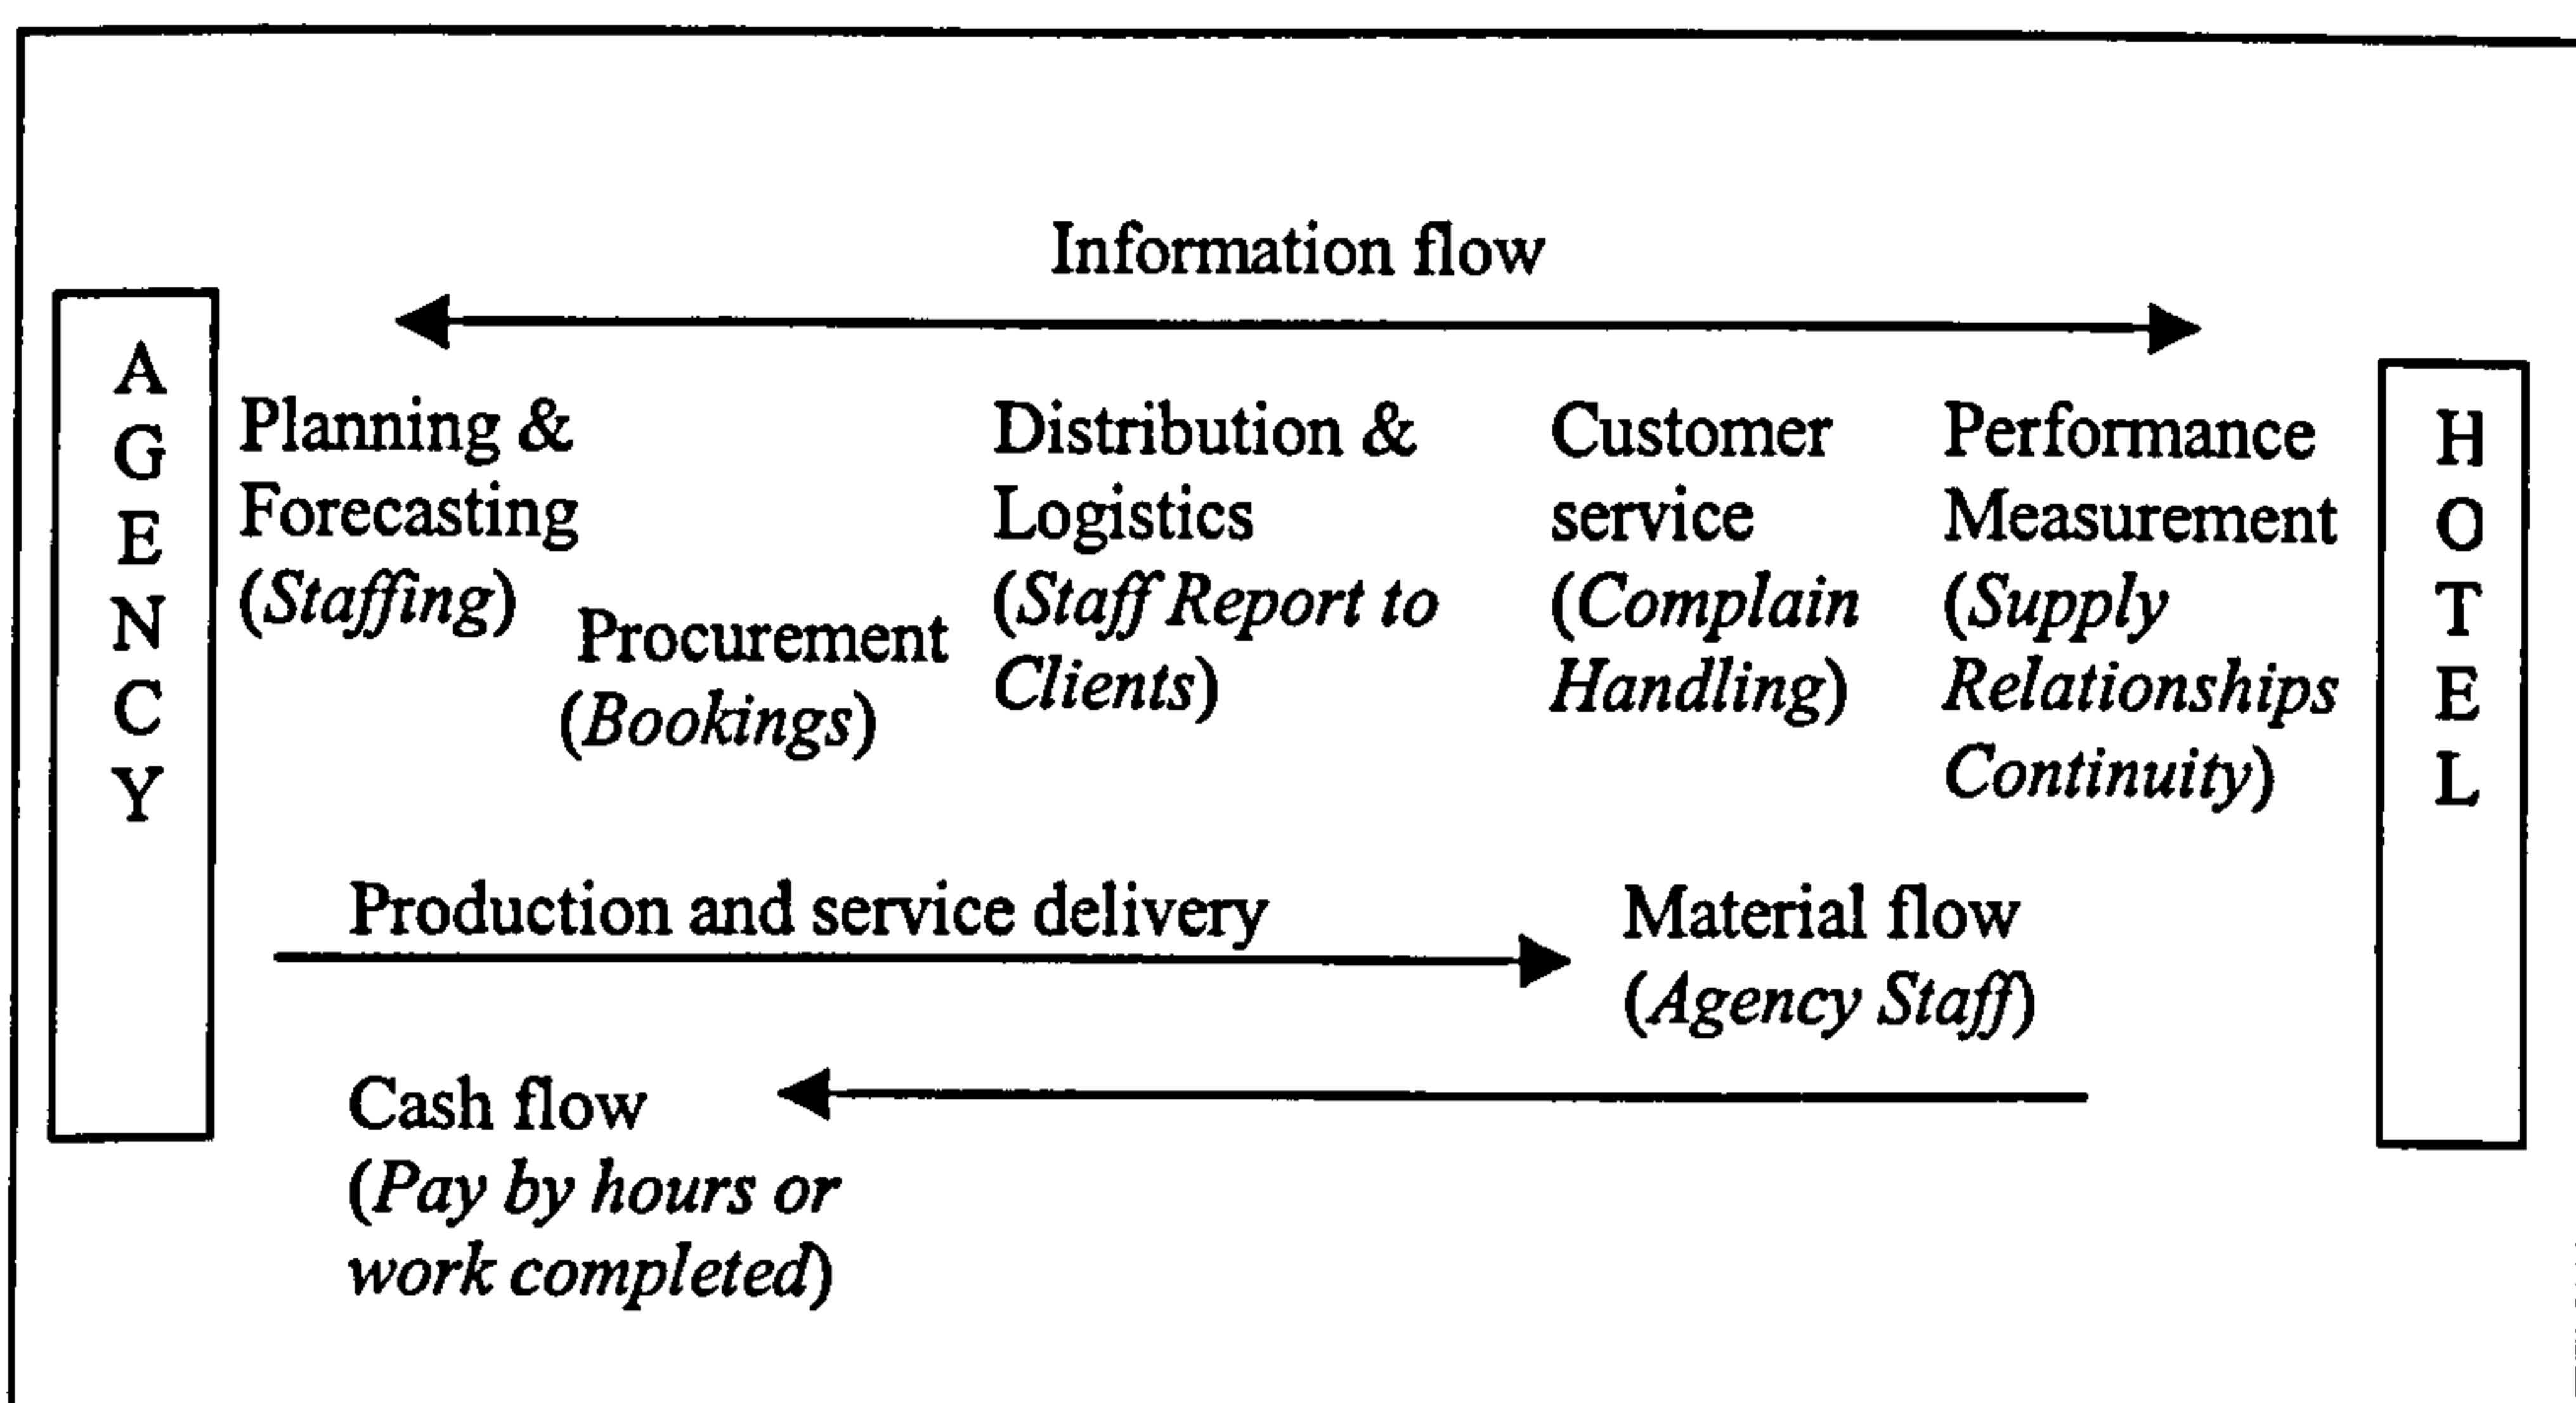 Information flow
AGENCY
Planning &
Forecasting
(Staffing)
Procurement
(Bookings)
Distribution &
Logistics
(Staff Report to
Clients)
Customer
service
(Complain
Handling)
Performance
Measurement
(Supply
Relationships
Continuity)
HOTEL
Production and service delivery
Material flow
(Agency Staff)
Cash flow
(Pay by hours or
work completed)